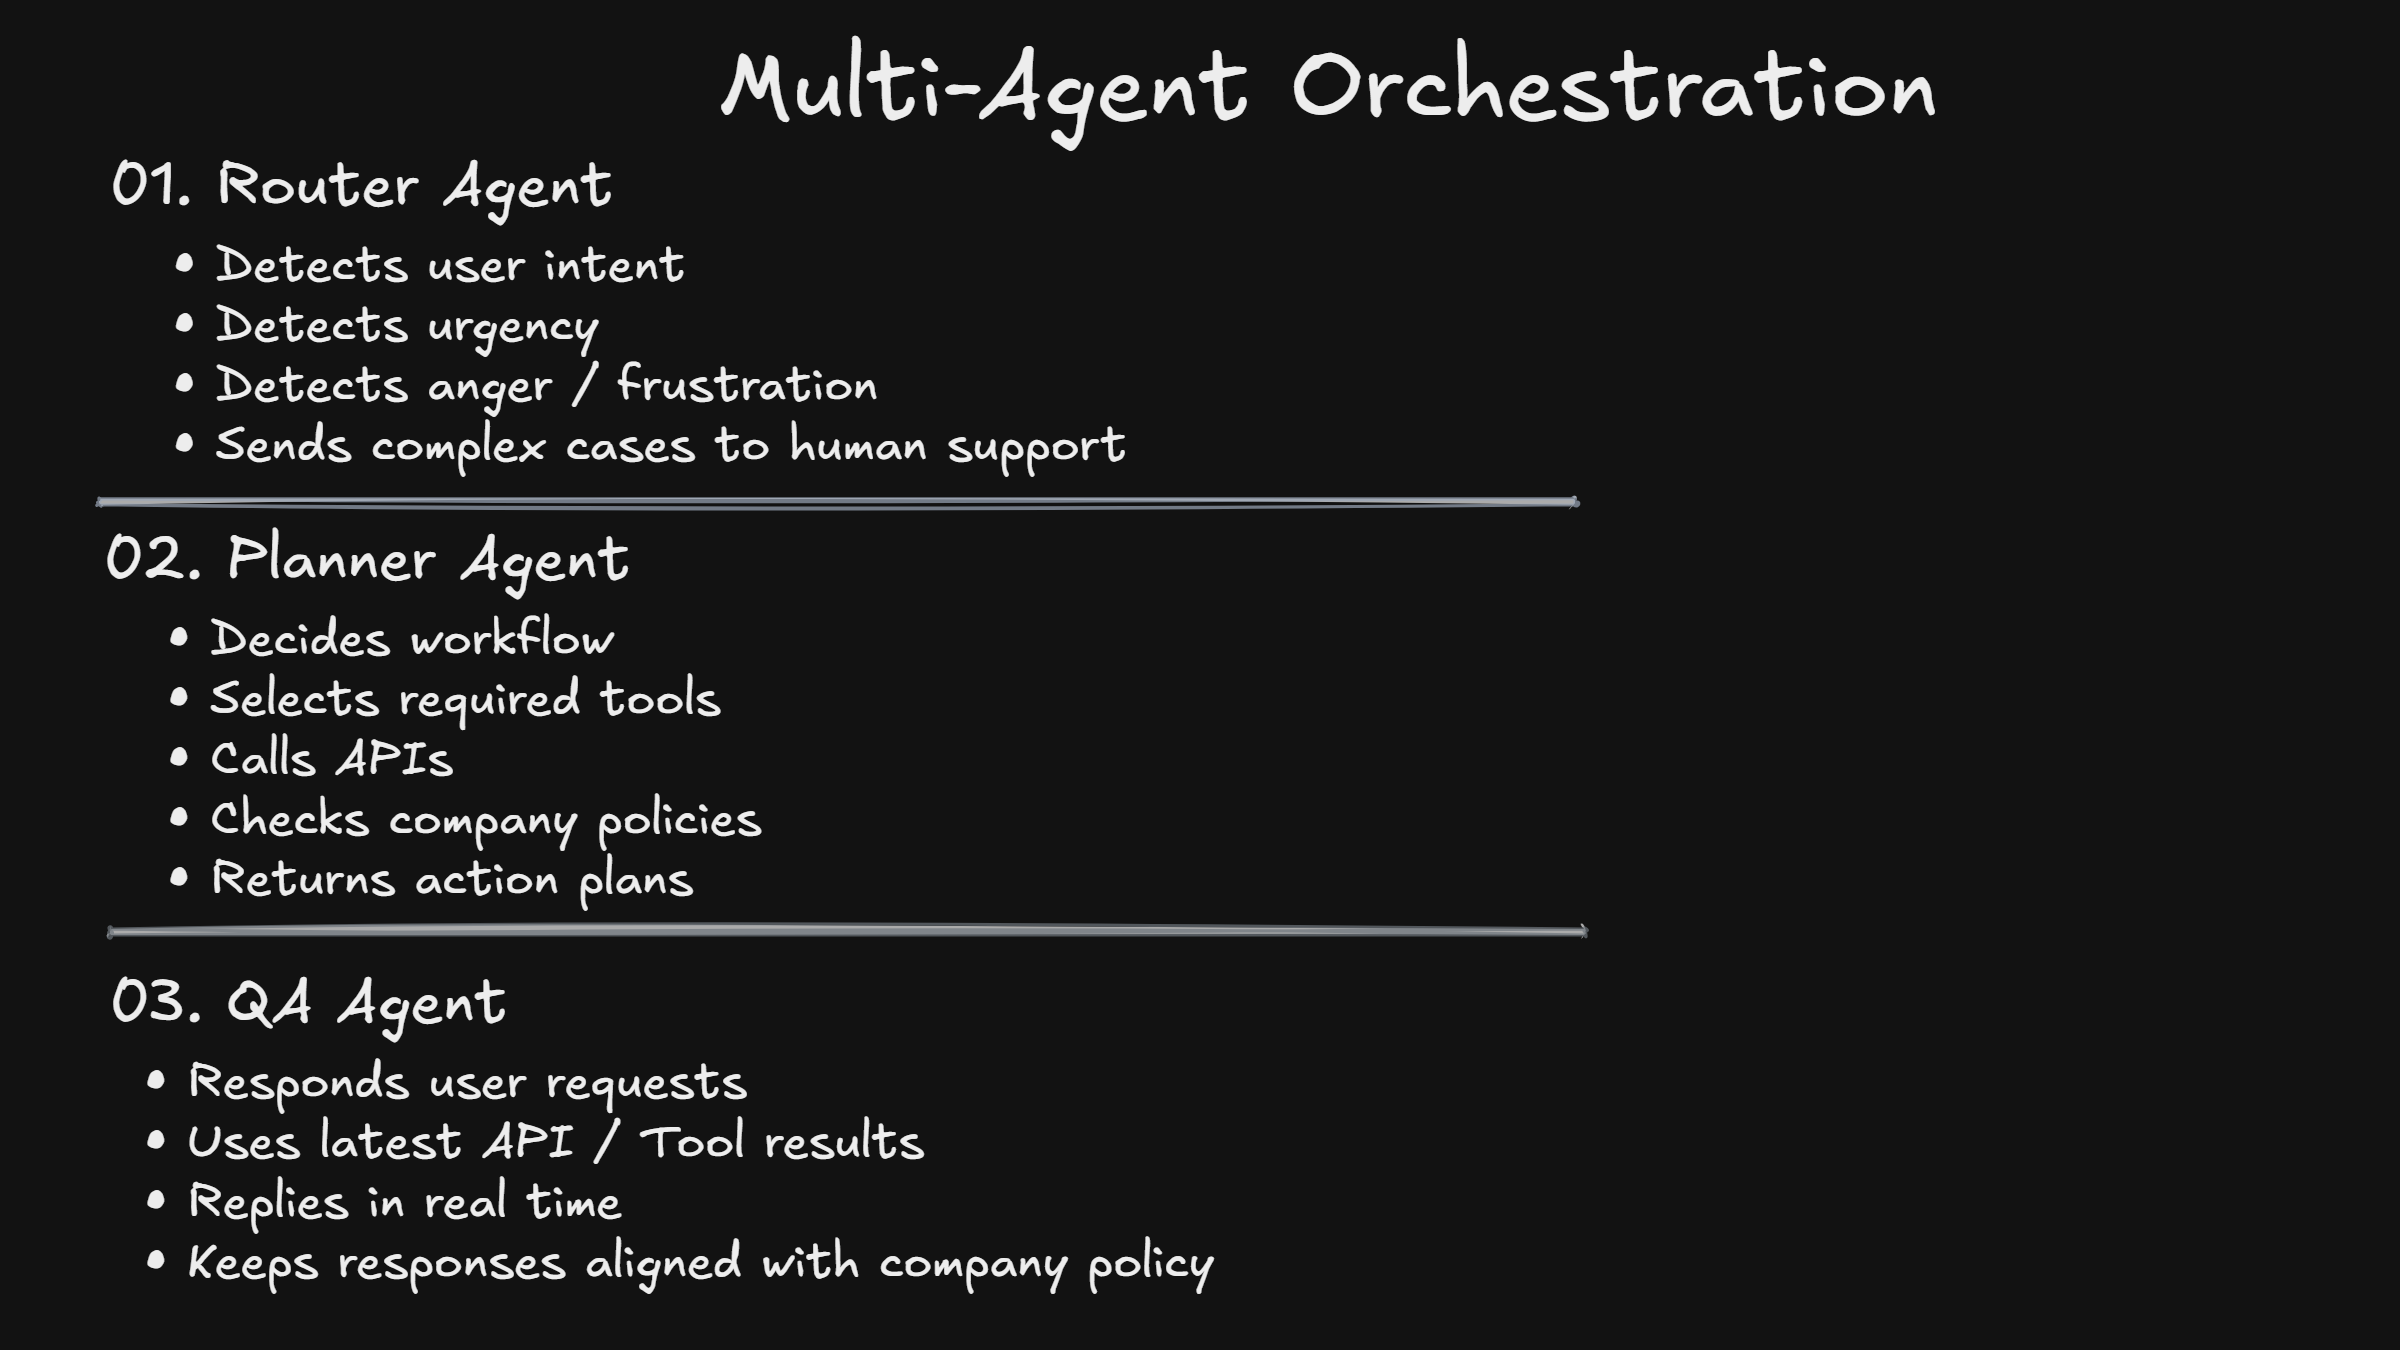 Multi-Agent Orchestration
01. Router Agent
• Detects user intent
• Detects urgency
• Detects anger / frustration
• Sends complex cases to human support
02. Planner Agent
• Decides workflow
• Selects required tools
• Calls APIs
• Checks company policies
• Returns action plans
03. QA Agent
• Responds user requests
• Uses latest API / Tool results
• Replies in real time
• Keeps responses aligned with company policy